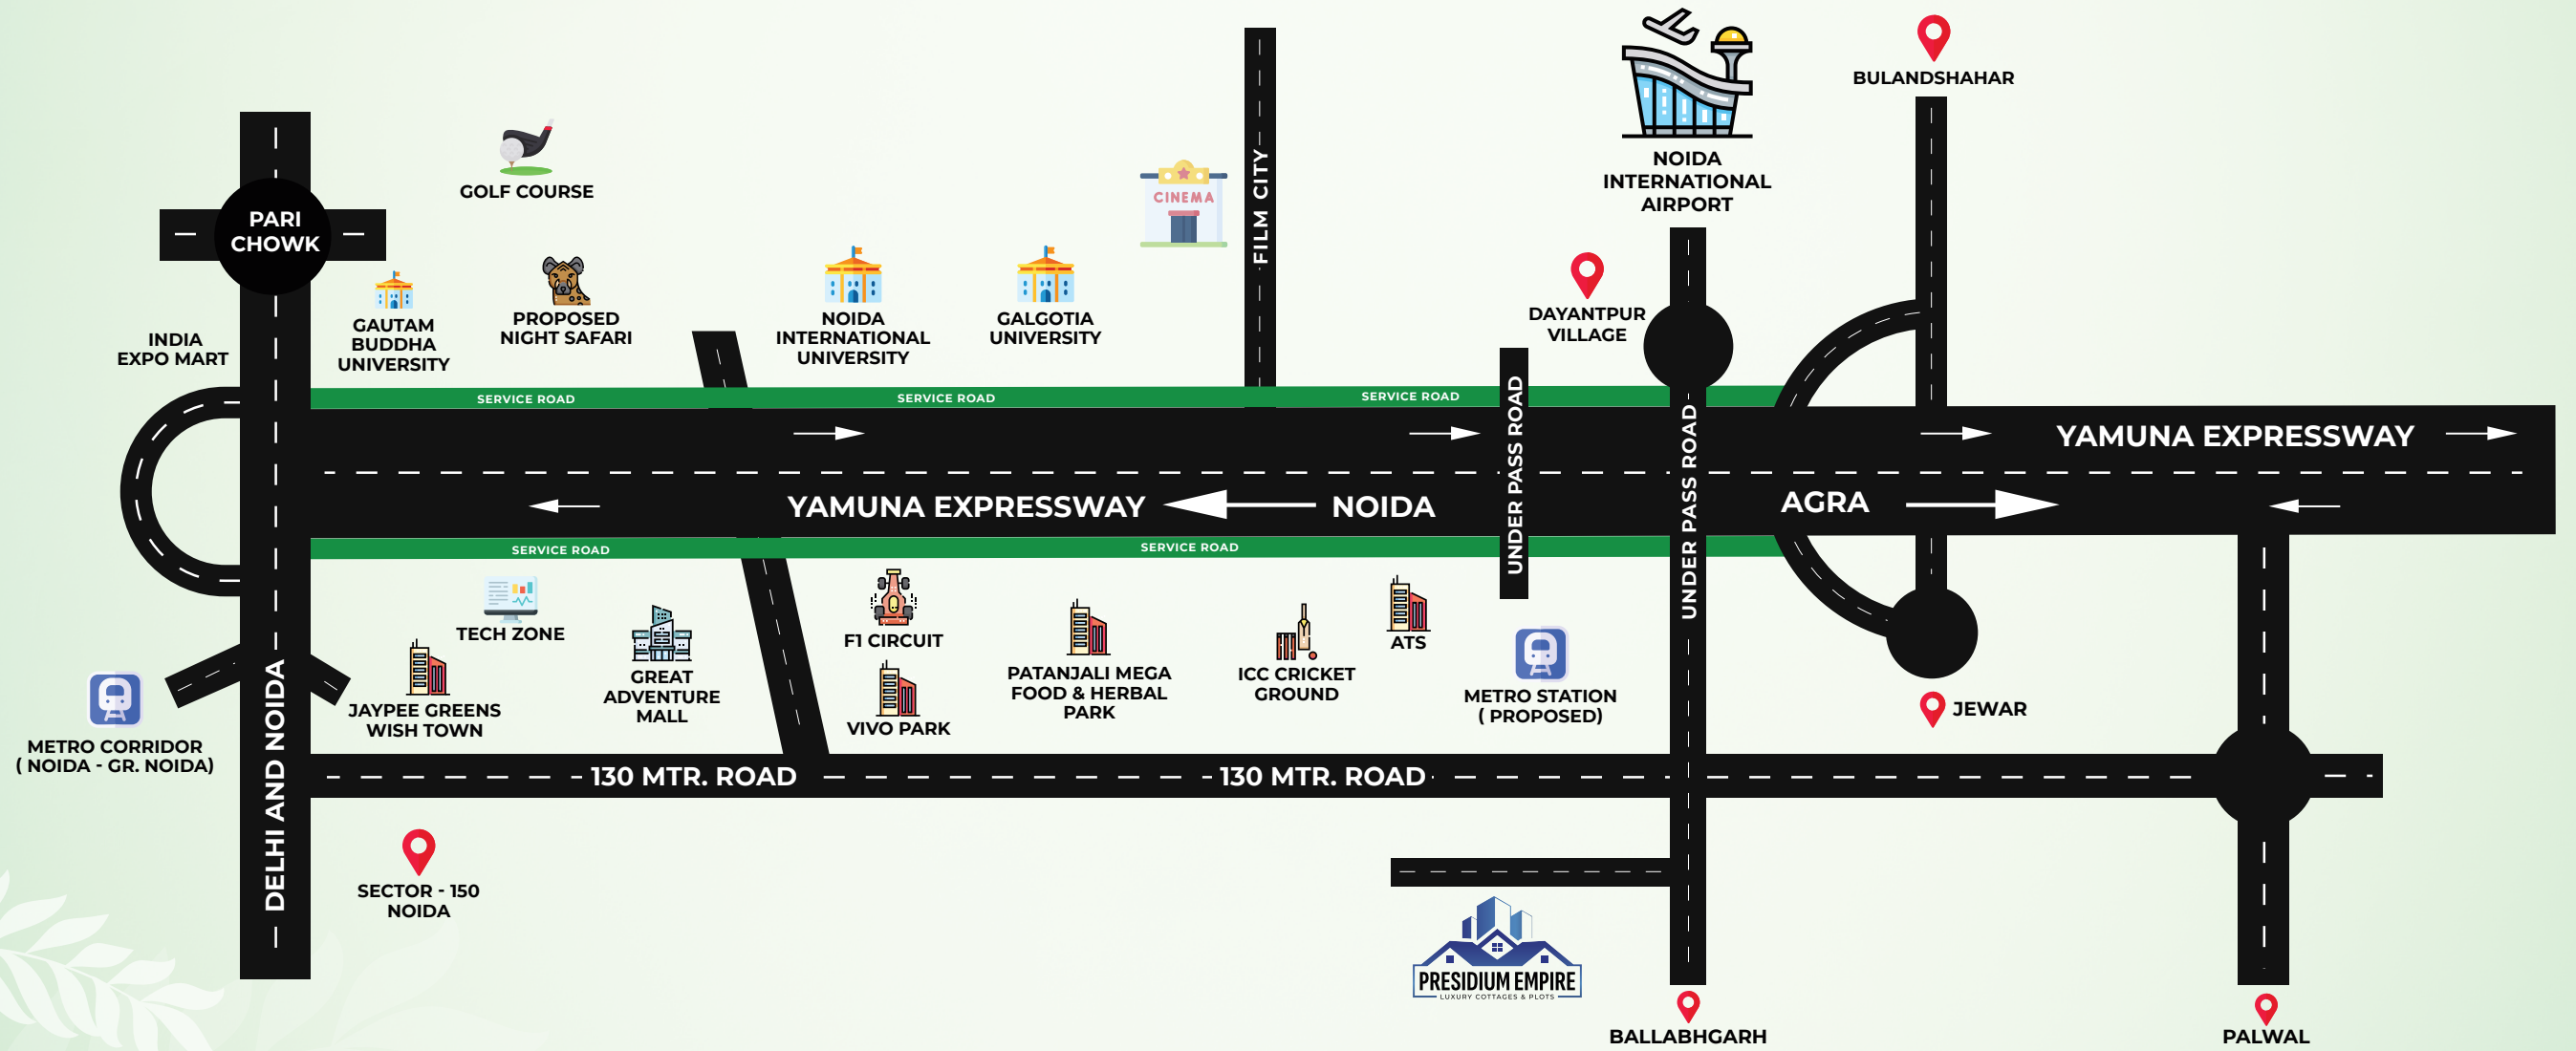 BULANDSHAHAR
NOIDA
INTERNATIONAL
AIRPORT
GOLF COURSE
CINEMA
FILM CITY
PARI
CHOWK
INDIA
EXPO MART
GAUTAM
BUDDHA
UNIVERSITY
PROPOSED
NIGHT SAFARI
NOIDA
INTERNATIONAL
UNIVERSITY
GALGOTIA
UNIVERSITY
DAYANTPUR
VILLAGE
SERVICE ROAD
SERVICE ROAD
SERVICE ROAD
UNDER PASS ROAD
UNDER PASS ROAD
YAMUNA EXPRESSWAY
YAMUNA EXPRESSWAY
NOIDA
AGRA
SERVICE ROAD
SERVICE ROAD
TECH ZONE
JAYPEE GREENS
WISH TOWN
GREAT
ADVENTURE
MALL
F1 CIRCUIT
VIVO PARK
PATANJALI MEGA
FOOD & HERBAL
PARK
ICC CRICKET
GROUND
ATS
METRO STATION
( PROPOSED)
JEWAR
METRO CORRIDOR
( NOIDA - GR. NOIDA)
DELHI AND NOIDA
130 MTR. ROAD
130 MTR. ROAD
SECTOR - 150
NOIDA
PRESIDIUM EMPIRE
LUXURY COTTAGES & PLOTS
BALLABHGARH
PALWAL